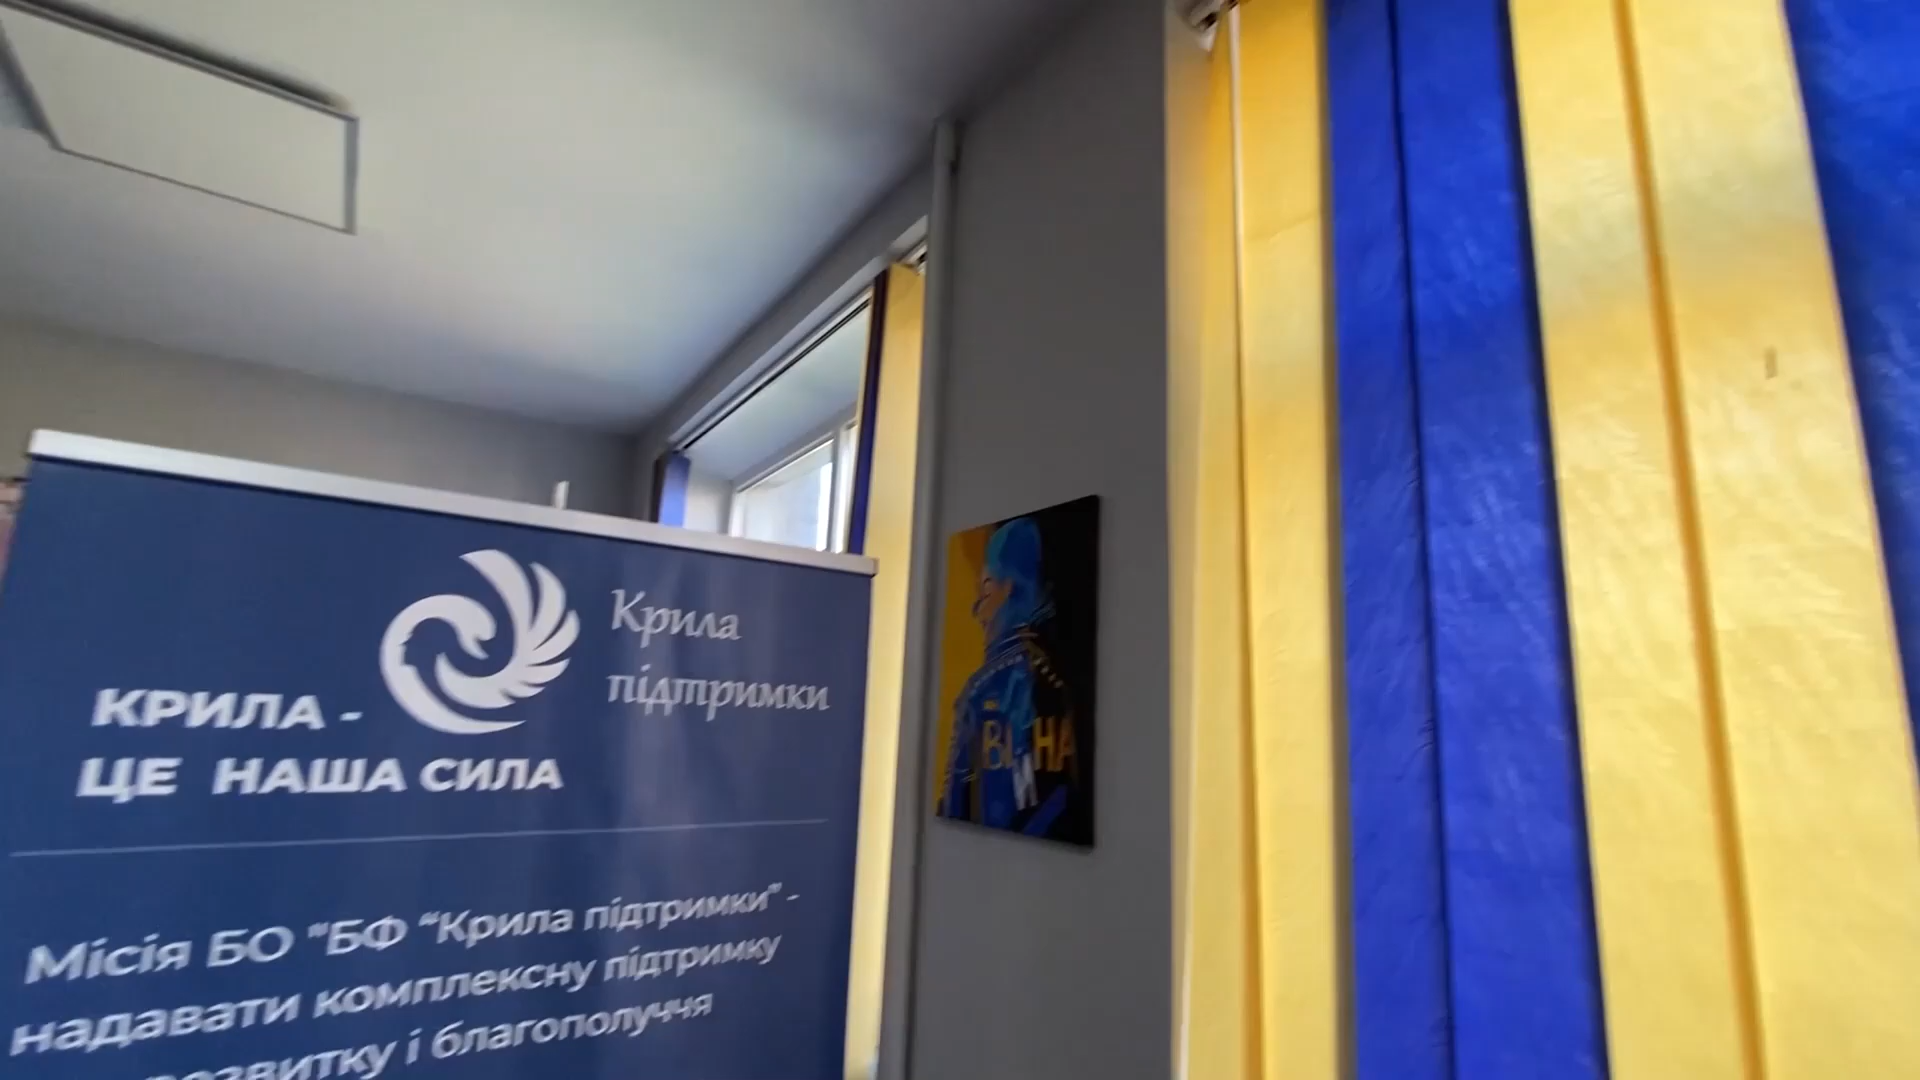 Крила
підтримки
КРИЛА -
ЦЕ НАША СИЛА
Місія БО "БФ “Крила підтримки" -
надавати комплексну підтримку
розвитку і благополуччя